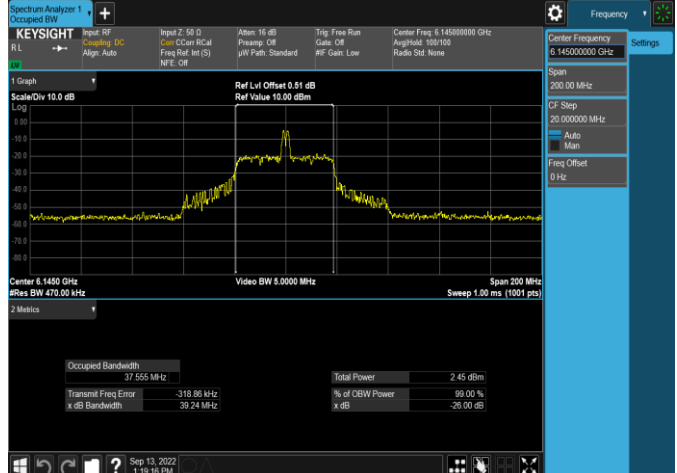 Spectrum Analyzer 1
Occupied BW
+
Frequency
KEYSIGHT
RL
LV
Input: RF
Coupling: DC
Align: Auto
Input Z: 50 Ω
Corr CCorr RCal
Freq Ref: Int (S)
NFE: Off
Atten: 16 dB
Preamp: Off
µW Path: Standard
Trig: Free Run
Gate: Off
#IF Gain: Low
Center Freq: 6.145000000 GHz
Avg|Hold: 100/100
Radio Std: None
Center Frequency
6.145000000 GHz
Settings
Span
200.00 MHz
CF Step
20.000000 MHz
Auto
Man
Freq Offset
0 Hz
1 Graph
Scale/Div 10.0 dB
Ref Lvl Offset 0.51 dB
Ref Value 10.00 dBm
Log
0.00
-10.0
-20.0
-30.0
-40.0
-50.0
-60.0
-70.0
-80.0
Center 6.1450 GHz
#Res BW 470.00 kHz
Video BW 5.0000 MHz
Span 200 MHz
Sweep 1.00 ms (1001 pts)
2 Metrics
Occupied Bandwidth
37.555 MHz
Total Power 2.45 dBm
Transmit Freq Error -318.86 kHz
% of OBW Power 99.00 %
x dB Bandwidth 39.24 MHz
x dB -26.00 dB
?
Sep 13, 2022
1:19:16 PM